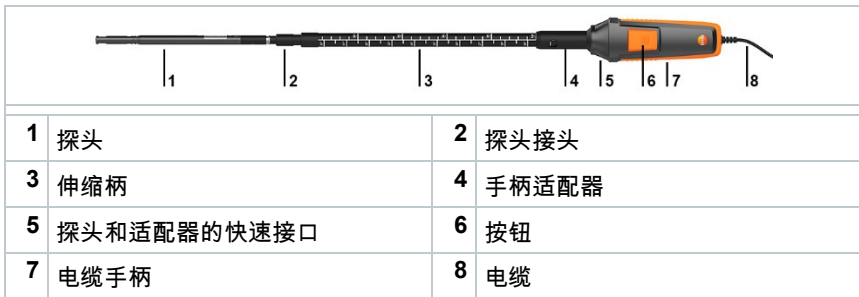 1 2 3 4 5 6 7 8
1 探头 2 探头接头
3 伸缩柄 4 手柄适配器
5 探头和适配器的快速接口 6 按钮
7 电缆手柄 8 电缆